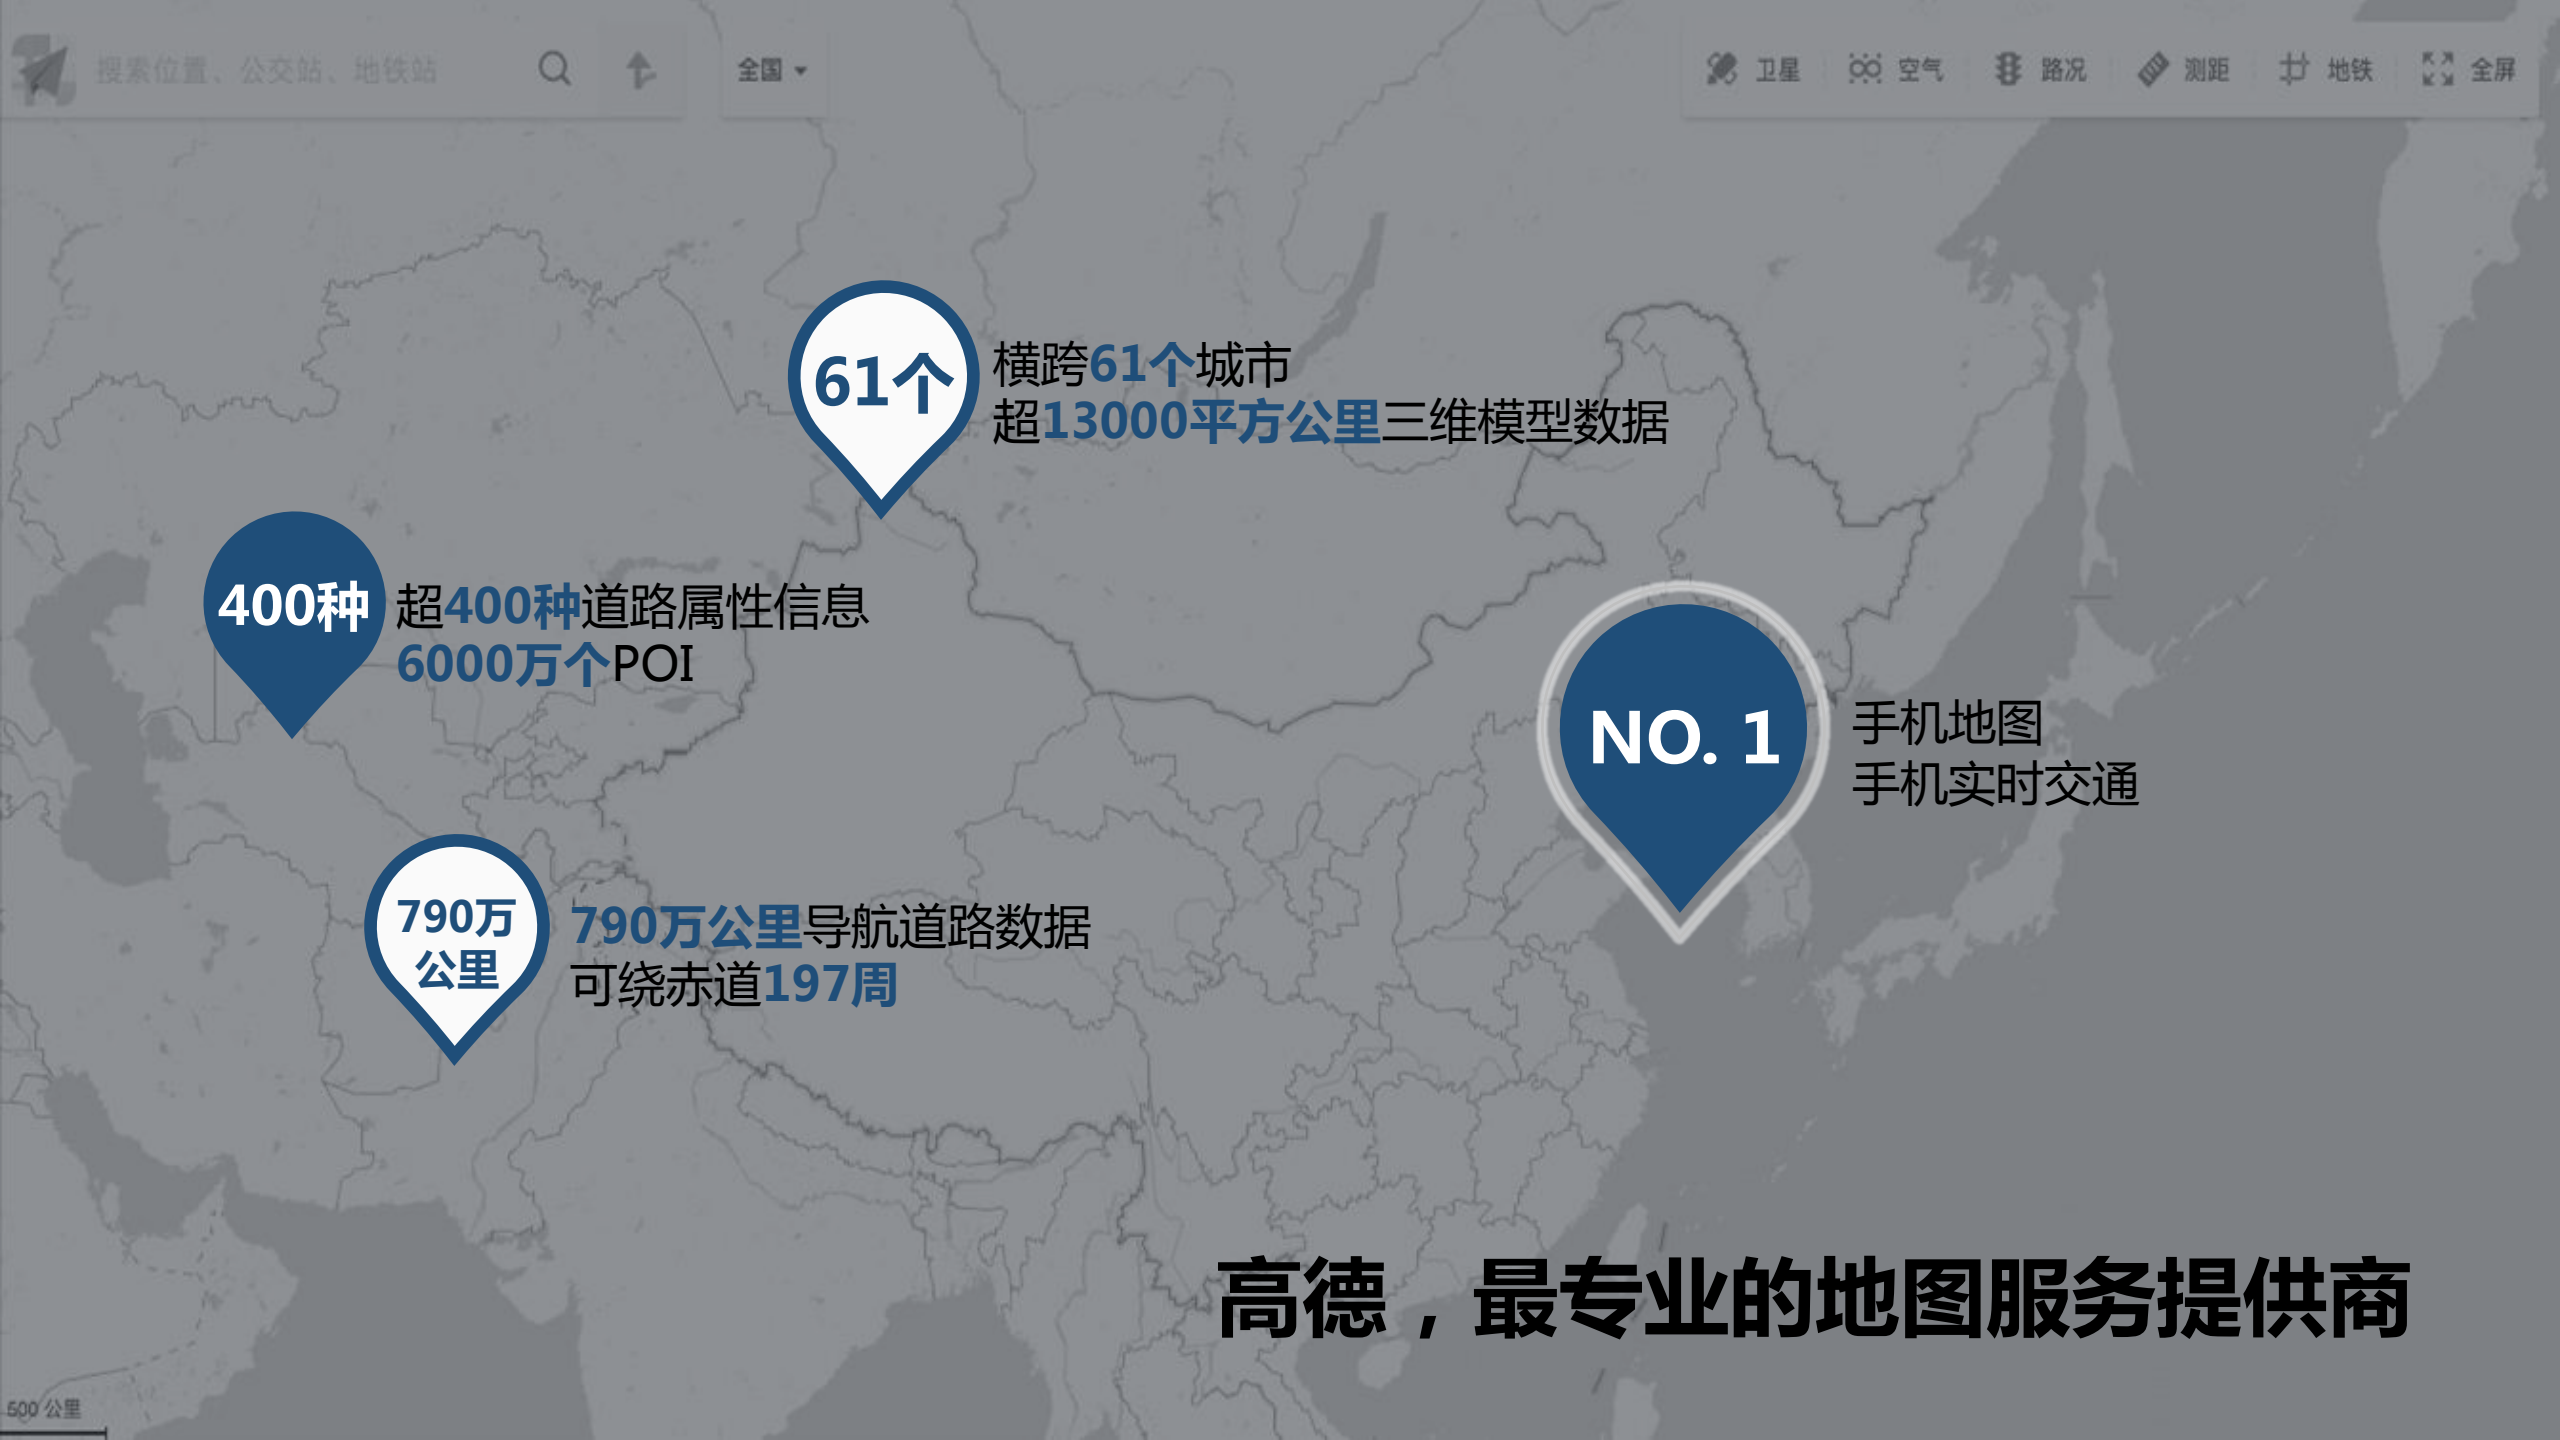 搜索位置、公交站、地铁站
全国
卫星
空气
路况
测距
地铁
全屏
61个
横跨61个城市
超13000平方公里三维模型数据
400种
超400种道路属性信息
6000万个POI
NO. 1
手机地图
手机实时交通
790万
公里
790万公里导航道路数据
可绕赤道197周
高德，最专业的地图服务提供商
500 公里